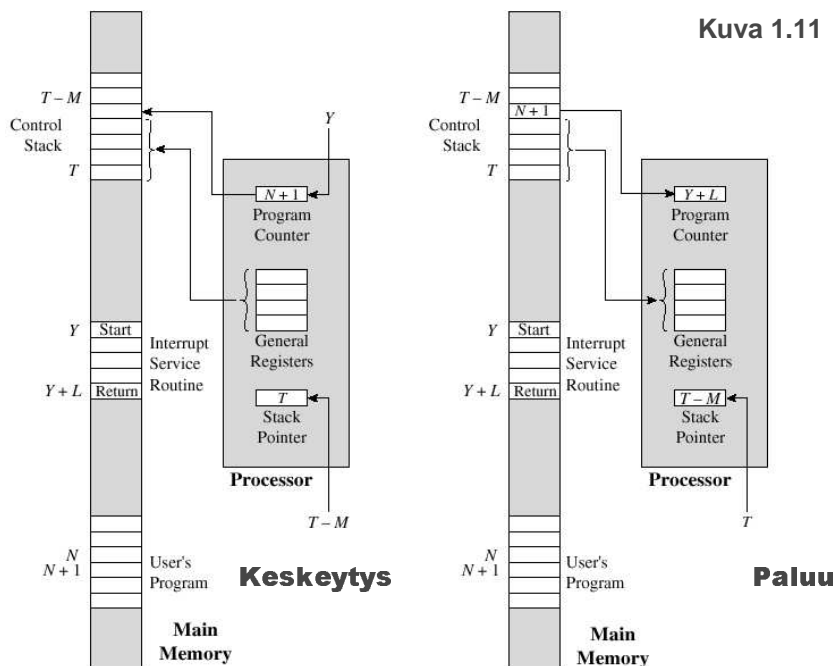 Kuva 1.11
T – M
Control
Stack
T
Y
N + 1
Program
Counter
General
Registers
T
Stack
Pointer
Processor
T – M
Y
Start
Interrupt
Service
Routine
Y + L
Return
N
N + 1
User's
Program
Keskeytys
Main
Memory
T – M
N + 1
Control
Stack
T
Y + L
Program
Counter
General
Registers
T – M
Stack
Pointer
Processor
T
Y
Start
Interrupt
Service
Routine
Y + L
Return
N
N + 1
User's
Program
Paluu
Main
Memory